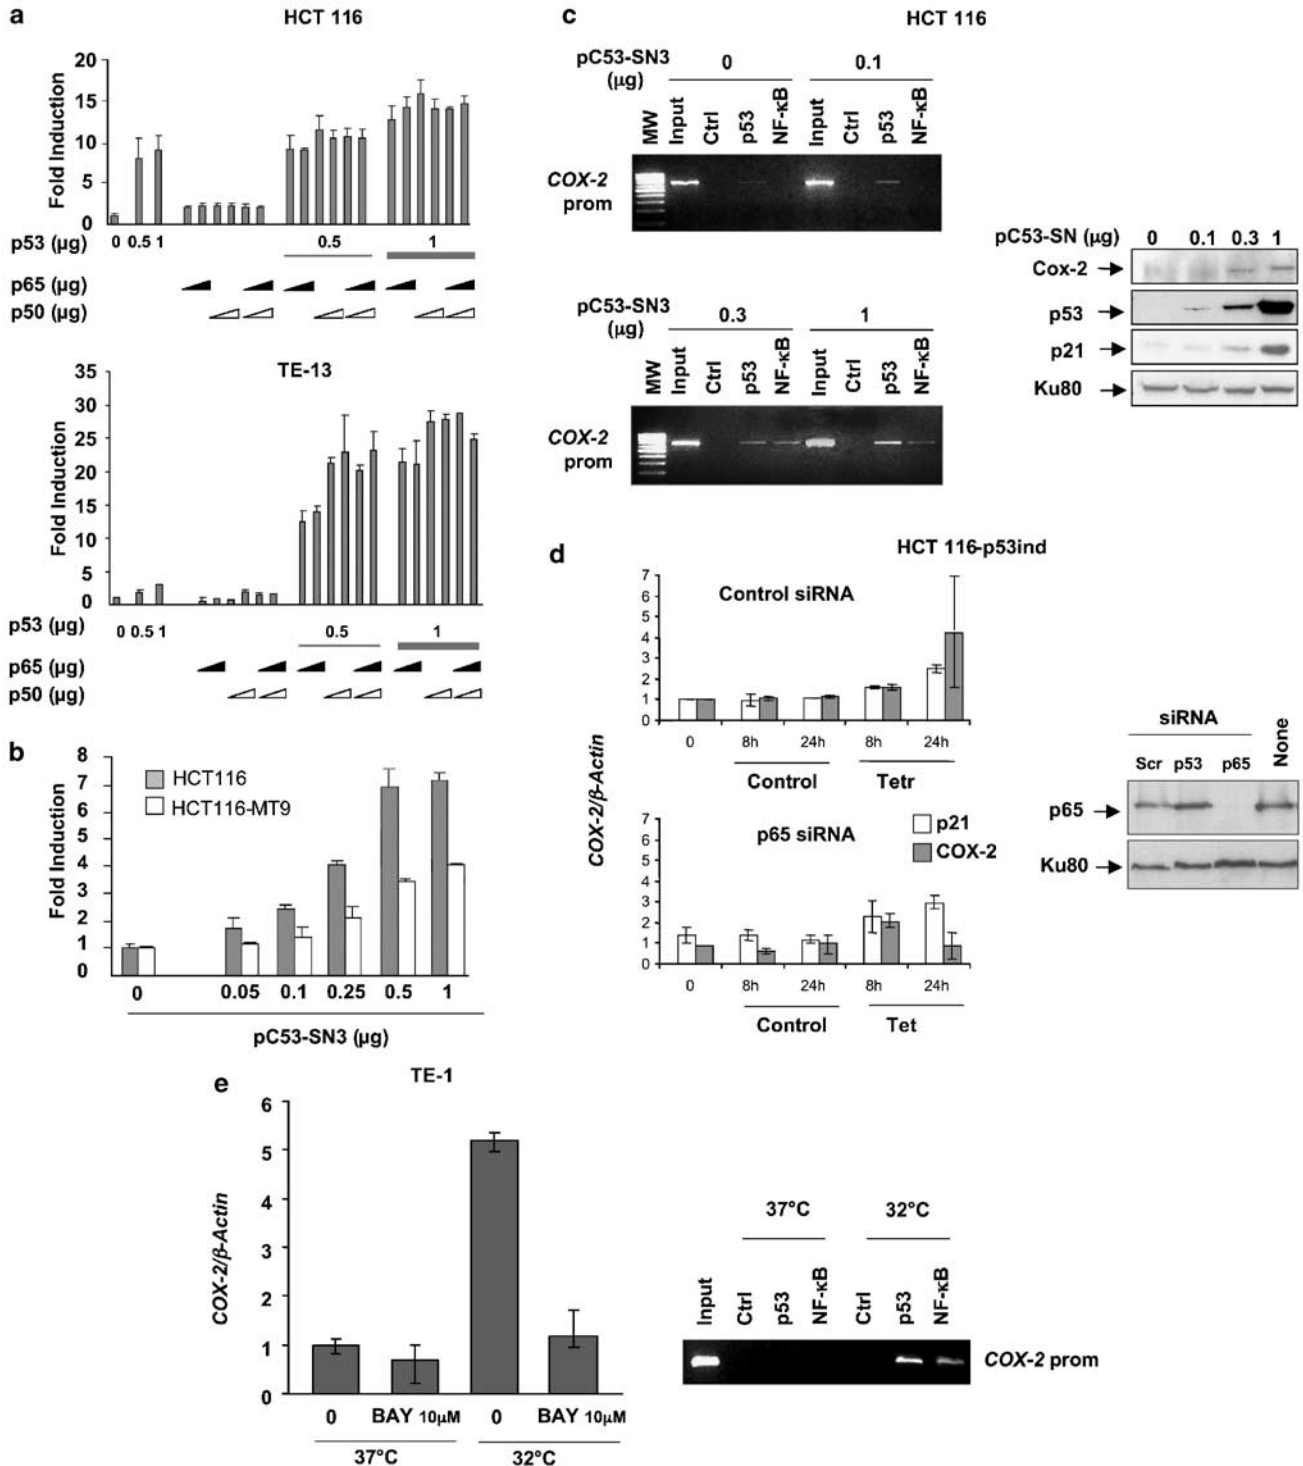 a
HCT 116
Fold Induction
20
15
10
5
0
p53 (µg)
0 0.5 1
0.5
1
p65 (µg)
p50 (µg)
TE-13
Fold Induction
35
30
25
20
15
10
5
0
p53 (µg)
0 0.5 1
0.5
1
p65 (µg)
p50 (µg)
b
Fold Induction
8
7
6
5
4
3
2
1
0
HCT116
HCT116-MT9
0 0.05 0.1 0.25 0.5 1
pC53-SN3 (µg)
c
HCT 116
pC53-SN3 (µg)
0
0.1
MW Input Ctrl p53 NF-κB Input Ctrl p53 NF-κB
COX-2 prom
pC53-SN3 (µg)
0.3
1
MW Input Ctrl p53 NF-κB Input Ctrl p53 NF-κB
COX-2 prom
pC53-SN (µg) 0 0.1 0.3 1
Cox-2
p53
p21
Ku80
d
HCT 116-p53ind
COX-2/β-Actin
Control siRNA
7
6
5
4
3
2
1
0
0 8h 24h 8h 24h
Control
Tetr
p65 siRNA
p21
COX-2
7
6
5
4
3
2
1
0
0 8h 24h 8h 24h
Control
Tet
siRNA
None
Scr p53 p65
p65
Ku80
e
TE-1
COX-2/β-Actin
6
5
4
3
2
1
0
0 BAY 10µM 0 BAY 10µM
37°C
32°C
37°C
32°C
Input Ctrl p53 NF-κB Ctrl p53 NF-κB
COX-2 prom